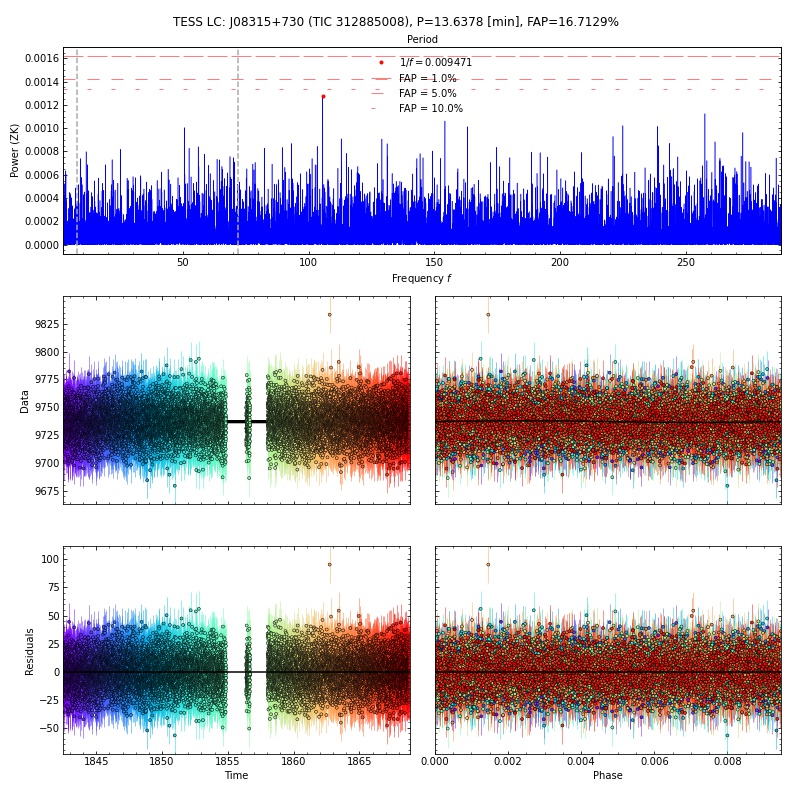 TESS LC: J08315+730 (TIC 312885008), P=13.6378 [min], FAP=16.7129%
Period
Power (ZK)
0.0016
0.0014
0.0012
0.0010
0.0008
0.0006
0.0004
0.0002
0.0000
1/f = 0.009471
FAP = 1.0%
FAP = 5.0%
FAP = 10.0%
50 100 150 200 250
Frequency f
Data
9825
9800
9775
9750
9725
9700
9675
Residuals
100
75
50
25
0
−25
−50
1845 1850 1855 1860 1865
Time
0.000 0.002 0.004 0.006 0.008
Phase